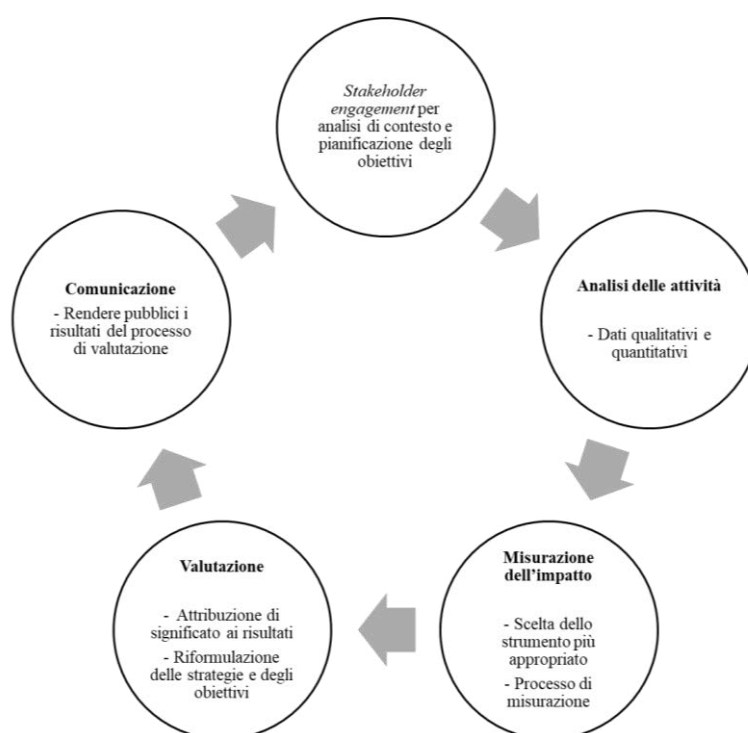 Stakeholder
engagement per
analisi di contesto e
pianificazione degli
obiettivi
Analisi delle attività
- Dati qualitativi e
quantitativi
Misurazione
dell'impatto
- Scelta dello
strumento più
appropriato
- Processo di
misurazione
Valutazione
- Attribuzione di
significato ai risultati
- Riformulazione
delle strategie e degli
obiettivi
Comunicazione
- Rendere pubblici i
risultati del processo
di valutazione